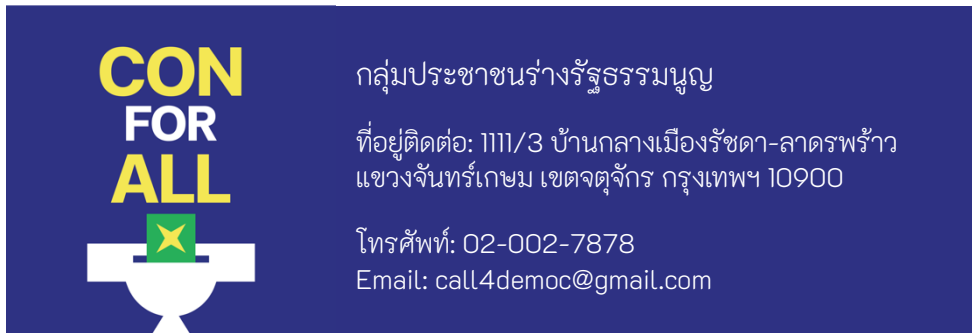 CON
FOR
ALL
กลุ่มประชาชนร่างรัฐธรรมนูญ
ที่อยู่ติดต่อ: 1111/3 บ้านกลางเมืองรัชดา-ลาดรพร้าว
แขวงจันทร์เกษม เขตจตุจักร กรุงเทพฯ 10900
โทรศัพท์: 02-002-7878
Email: call4democ@gmail.com